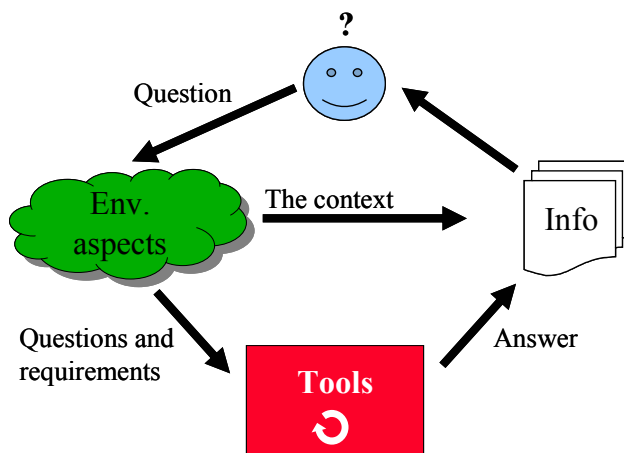 ?
Question
Env.
aspects
The context
Info
Questions and
requirements
Answer
Tools